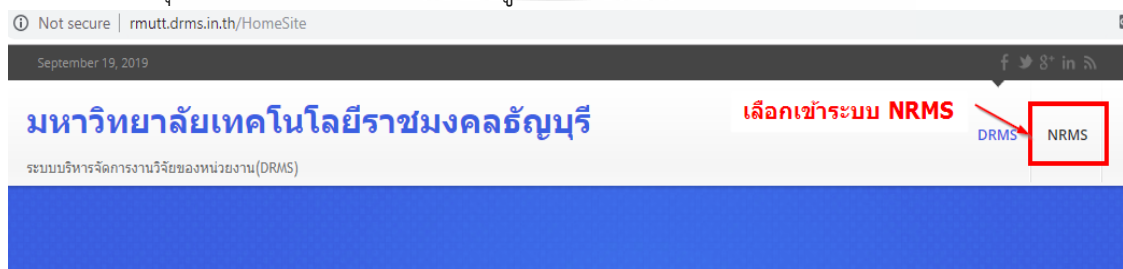 Not secure | rmutt.drms.in.th/HomeSite
September 19, 2019
มหาวิทยาลัยเทคโนโลยีราชมงคลธัญบุรี
เลือกเข้าระบบ NRMS
DRMS
NRMS
ระบบบริหารจัดการงานวิจัยของหน่วยงาน(DRMS)